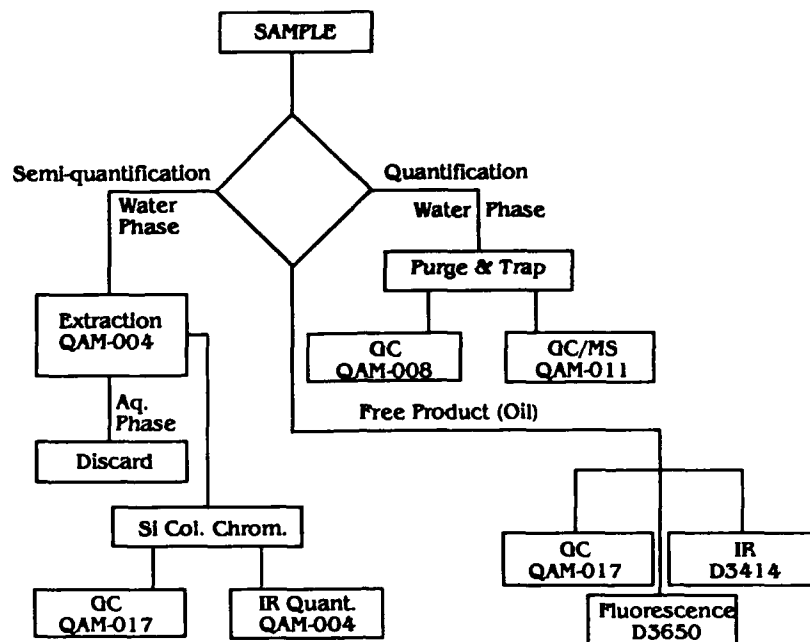 SAMPLE
Semi-quantification
Quantification
Water
Phase
Water Phase
Purge & Trap
Extraction
QAM-004
GC
QAM-008
GC/MS
QAM-011
Aq.
Phase
Free Product (Oil)
Discard
Si Col. Chrom.
GC
QAM-017
IR
D3414
GC
QAM-017
IR Quant.
QAM-004
Fluorescence
D3650